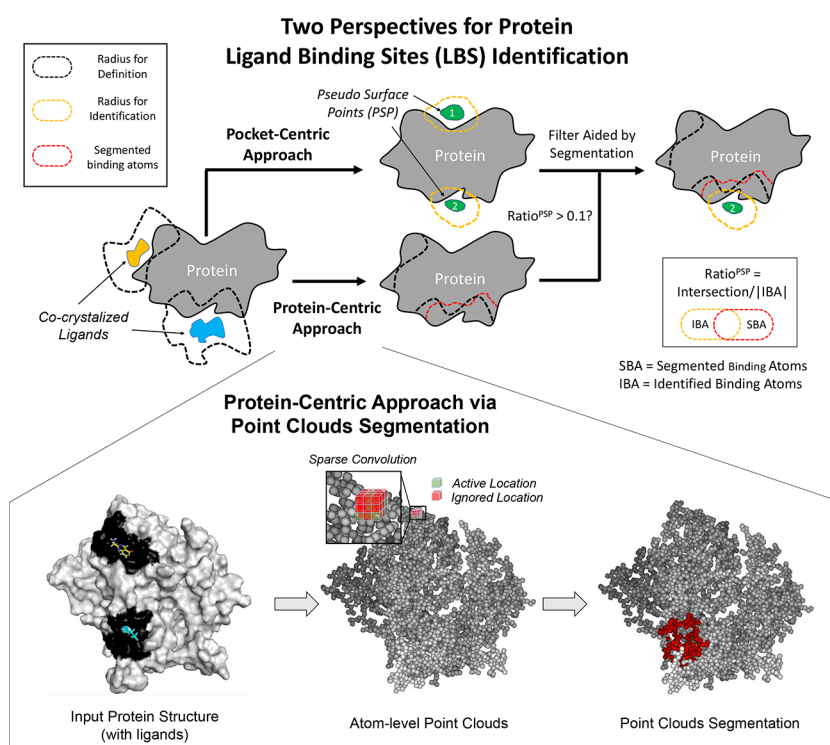 Two Perspectives for Protein
Ligand Binding Sites (LBS) Identification
Radius for
Definition
Radius for
Identification
Segmented
binding atoms
Pseudo Surface
Points (PSP)
Pocket-Centric
Approach
1
Protein
2
Filter Aided by
Segmentation
Ratio^PSP > 0.1?
Protein
2
Protein
Co-crystalized
Ligands
Protein-Centric
Approach
Protein
Ratio^PSP =
Intersection/|IBA|
IBA
SBA
SBA = Segmented Binding Atoms
IBA = Identified Binding Atoms
Protein-Centric Approach via
Point Clouds Segmentation
Sparse Convolution
Active Location
Ignored Location
Input Protein Structure
(with ligands)
Atom-level Point Clouds
Point Clouds Segmentation